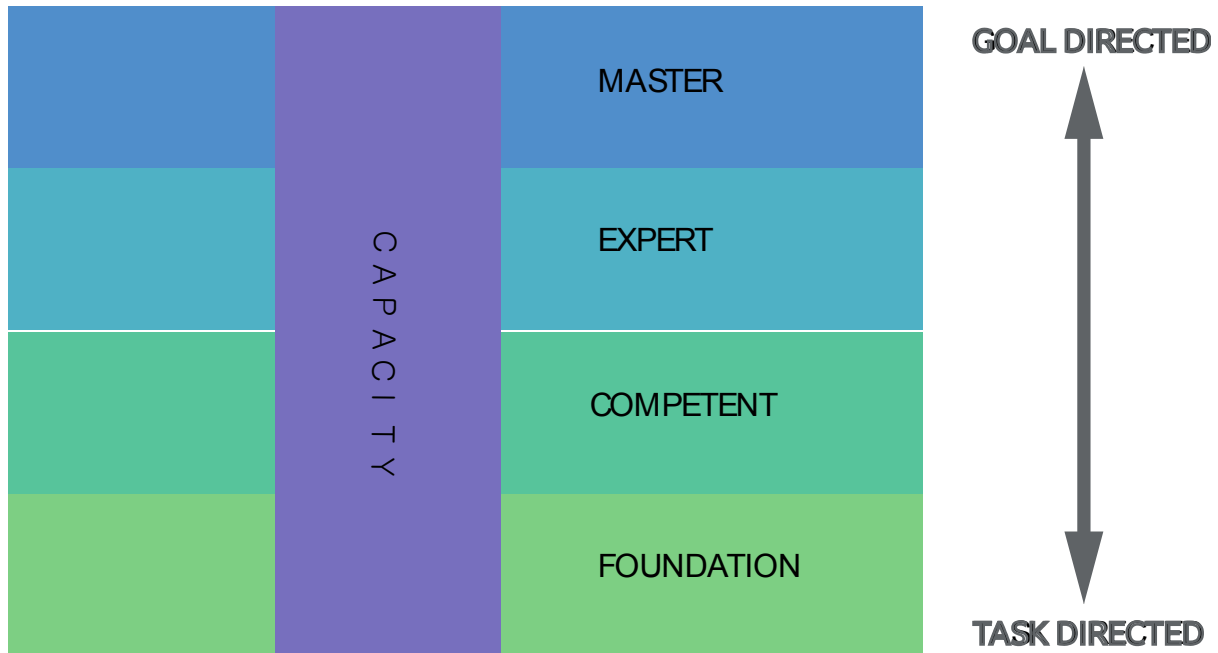 GOAL DIRECTED
MASTER
EXPERT
CAPACITY
COMPETENT
FOUNDATION
TASK DIRECTED